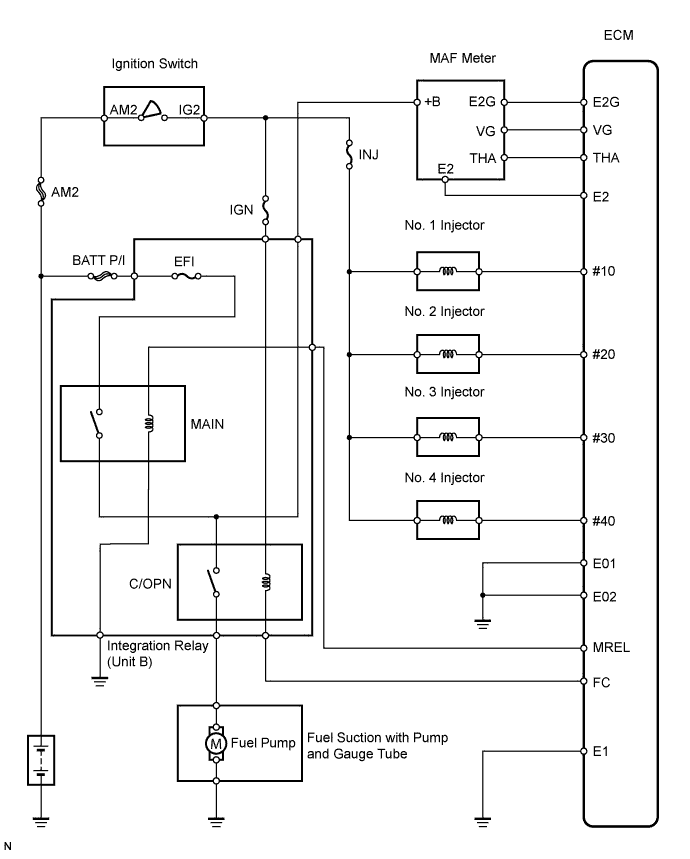 ECM
MAF Meter
Ignition Switch
AM2 IG2
+B E2G E2G
VG VG
THA THA
INJ
E2
AM2
E2
IGN
No. 1 Injector
BATT P/I EFI
#10
No. 2 Injector
#20
No. 3 Injector
MAIN
#30
No. 4 Injector
#40
E01
C/OPN
E02
Integration Relay
(Unit B)
MREL
FC
M Fuel Pump
Fuel Suction with Pump
and Gauge Tube
E1
N